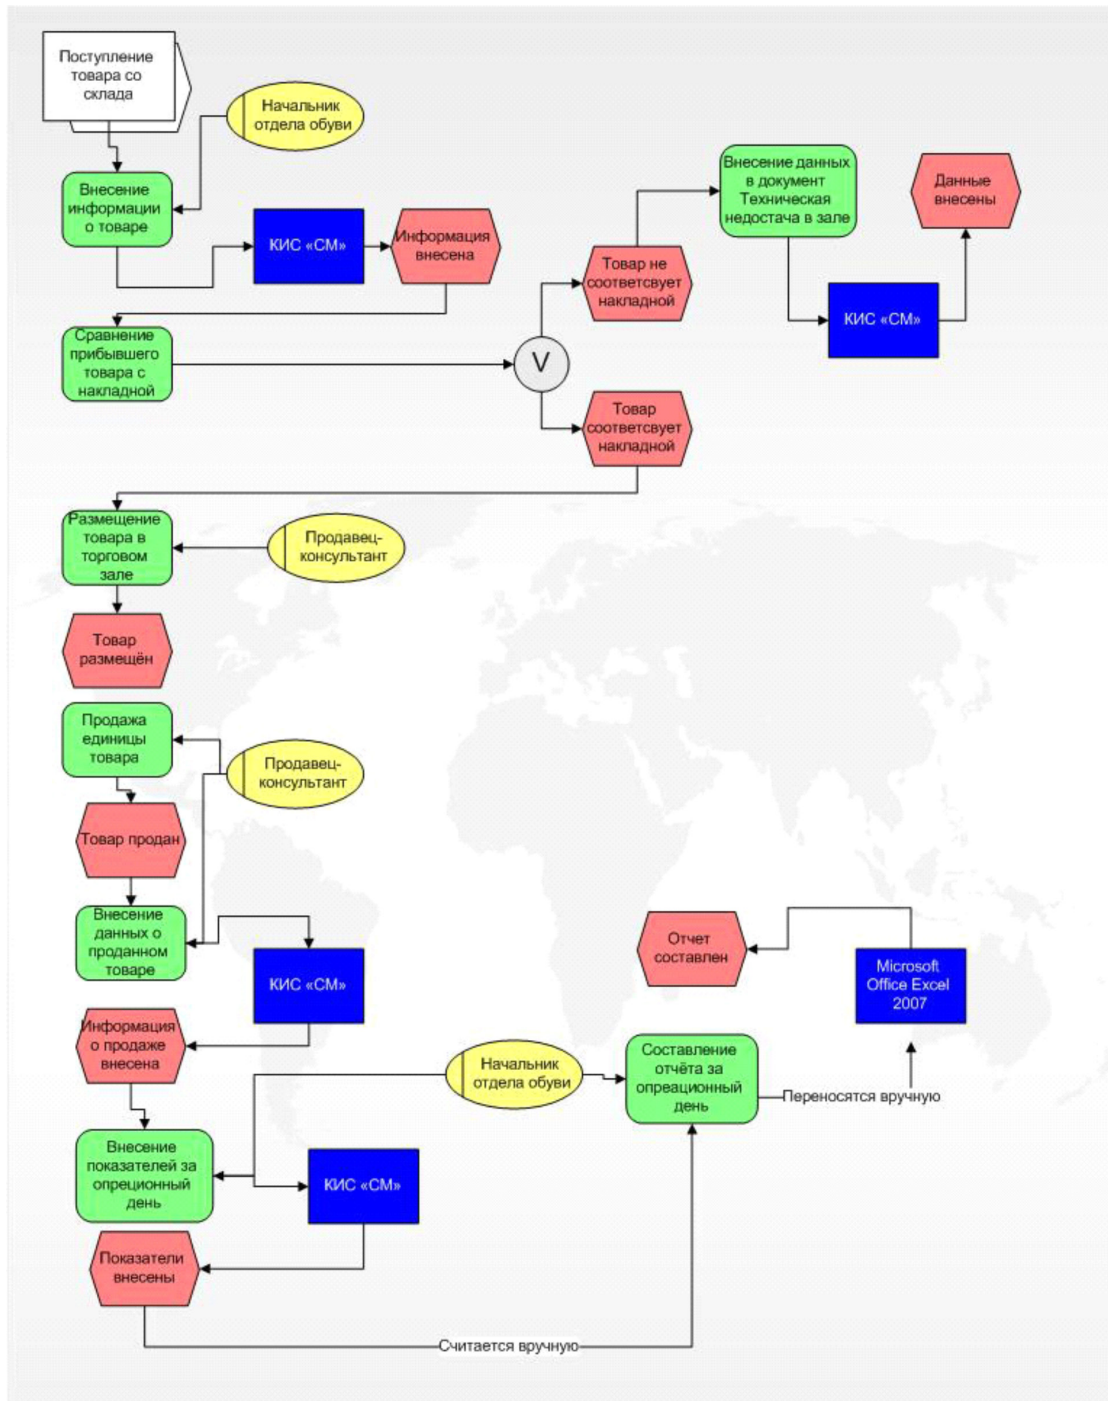 Поступление
товара со
склада
Начальник
отдела обуви
Внесение
информации
о товаре
КИС «СМ»
Информация
внесена
Товар не
соответсвует
накладной
Внесение данных
в документ
Техническая
недостача в зале
Данные
внесены
КИС «СМ»
Сравнение
прибывшего
товара с
накладной
V
Товар
соответсвует
накладной
Размещение
товара в
торговом
зале
Продавец-
консультант
Товар
размещён
Продажа
единицы
товара
Продавец-
консультант
Товар продан
Внесение
данных о
проданном
товаре
КИС «СМ»
Отчет
составлен
Microsoft
Office Excel
2007
Информация
о продаже
внесена
Начальник
отдела обуви
Составление
отчёта за
опреационный
день
Переносятся вручную
Внесение
показателей за
опреционный
день
КИС «СМ»
Показатели
внесены
Считается вручную